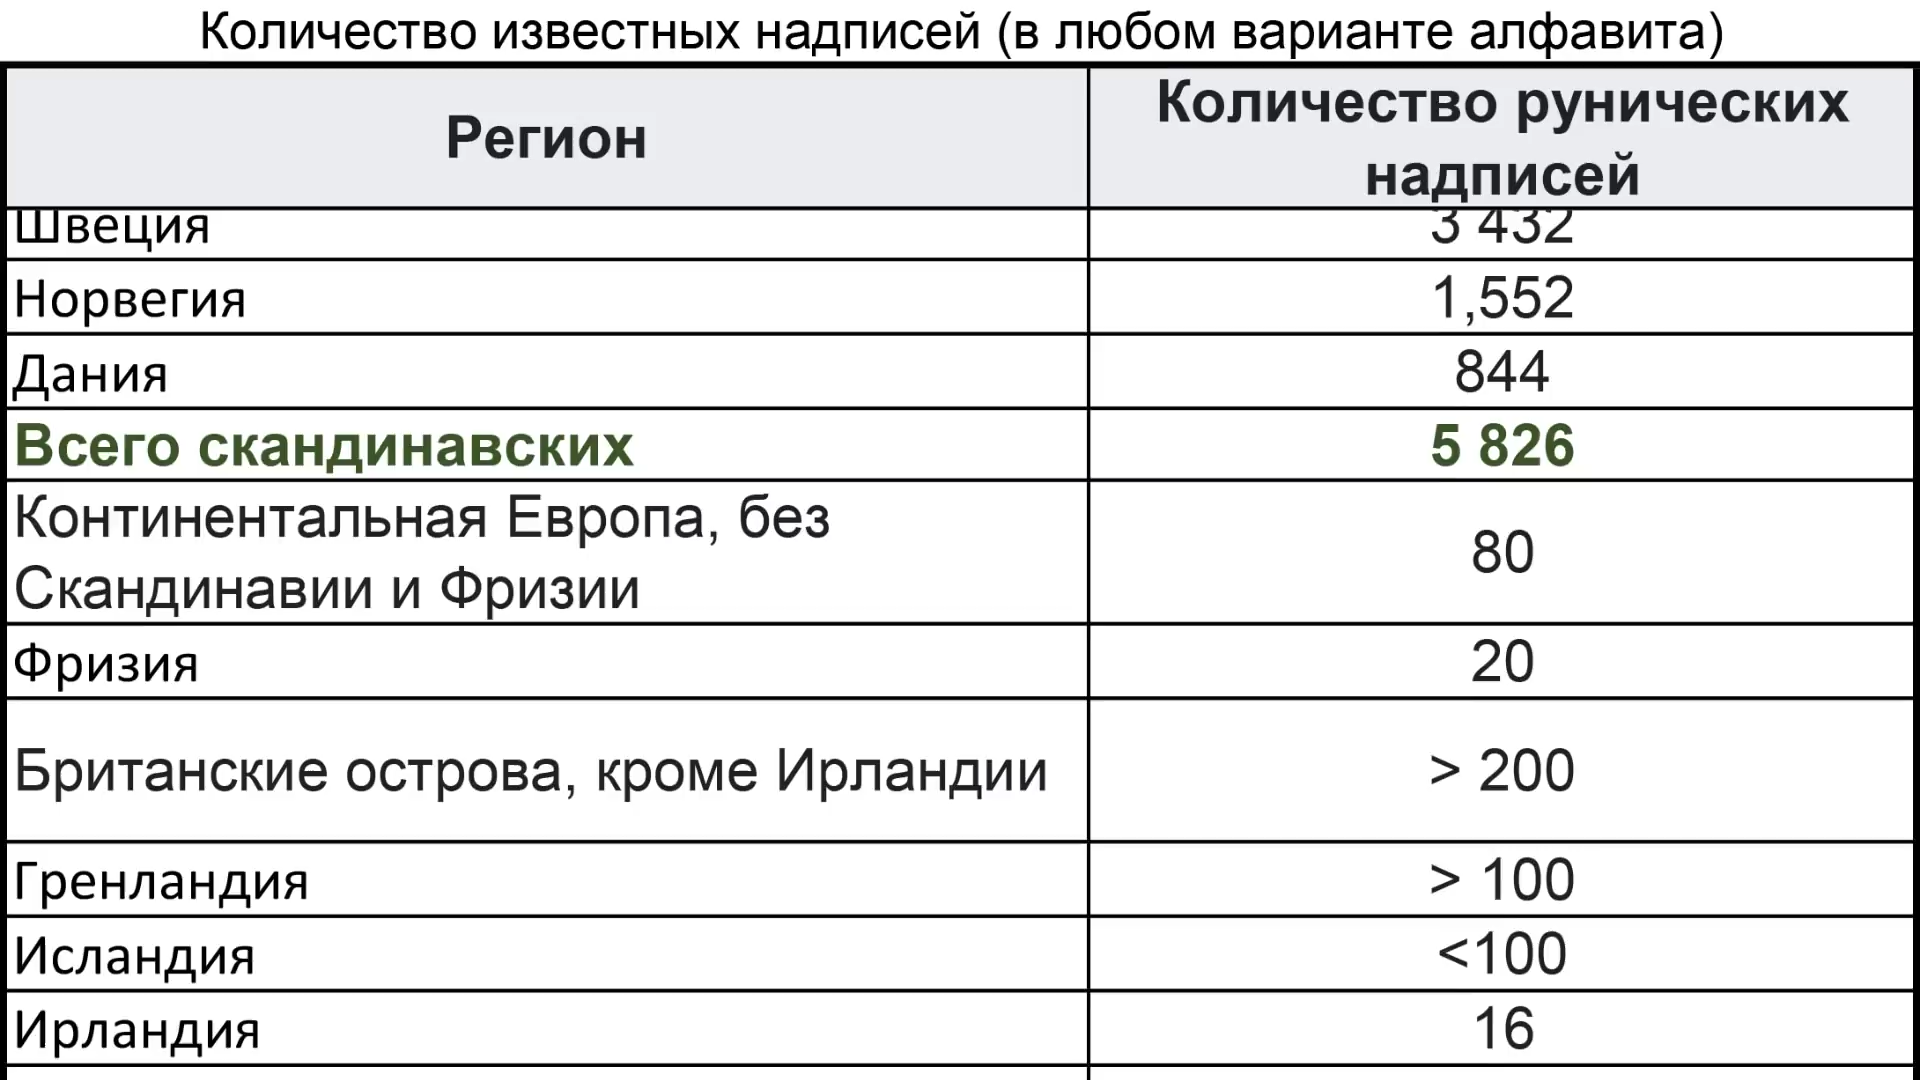 Количество известных надписей (в любом варианте алфавита)
Регион
Количество рунических
надписей
Швеция
3 432
Норвегия
1,552
Дания
844
Всего скандинавских
5 826
Континентальная Европа, без
Скандинавии и Фризии
80
Фризия
20
Британские острова, кроме Ирландии
> 200
Гренландия
> 100
Исландия
<100
Ирландия
16